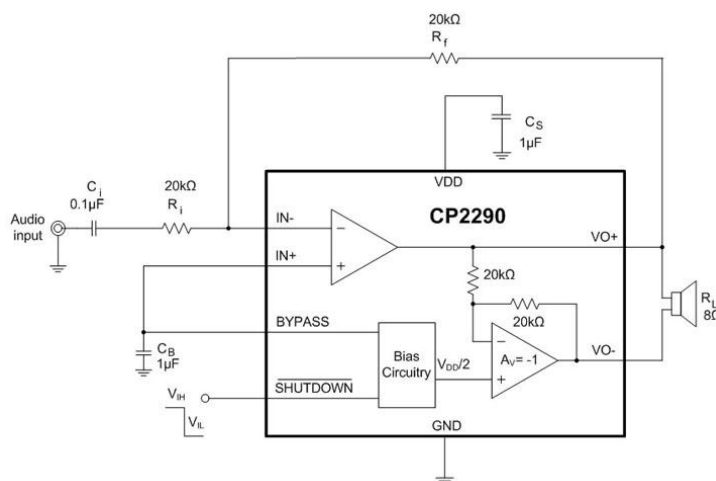 20kΩ
Rf
CS
1µF
VDD
CP2290
Ci
0.1µF
20kΩ
Ri
Audio
input
IN-
−
IN+
+
VO+
20kΩ
20kΩ
RL
8Ω
BYPASS
CB
1µF
Bias
Circuitry
VDD/2
−
AV= -1
+
VO-
VIH
SHUTDOWN
VIL
GND